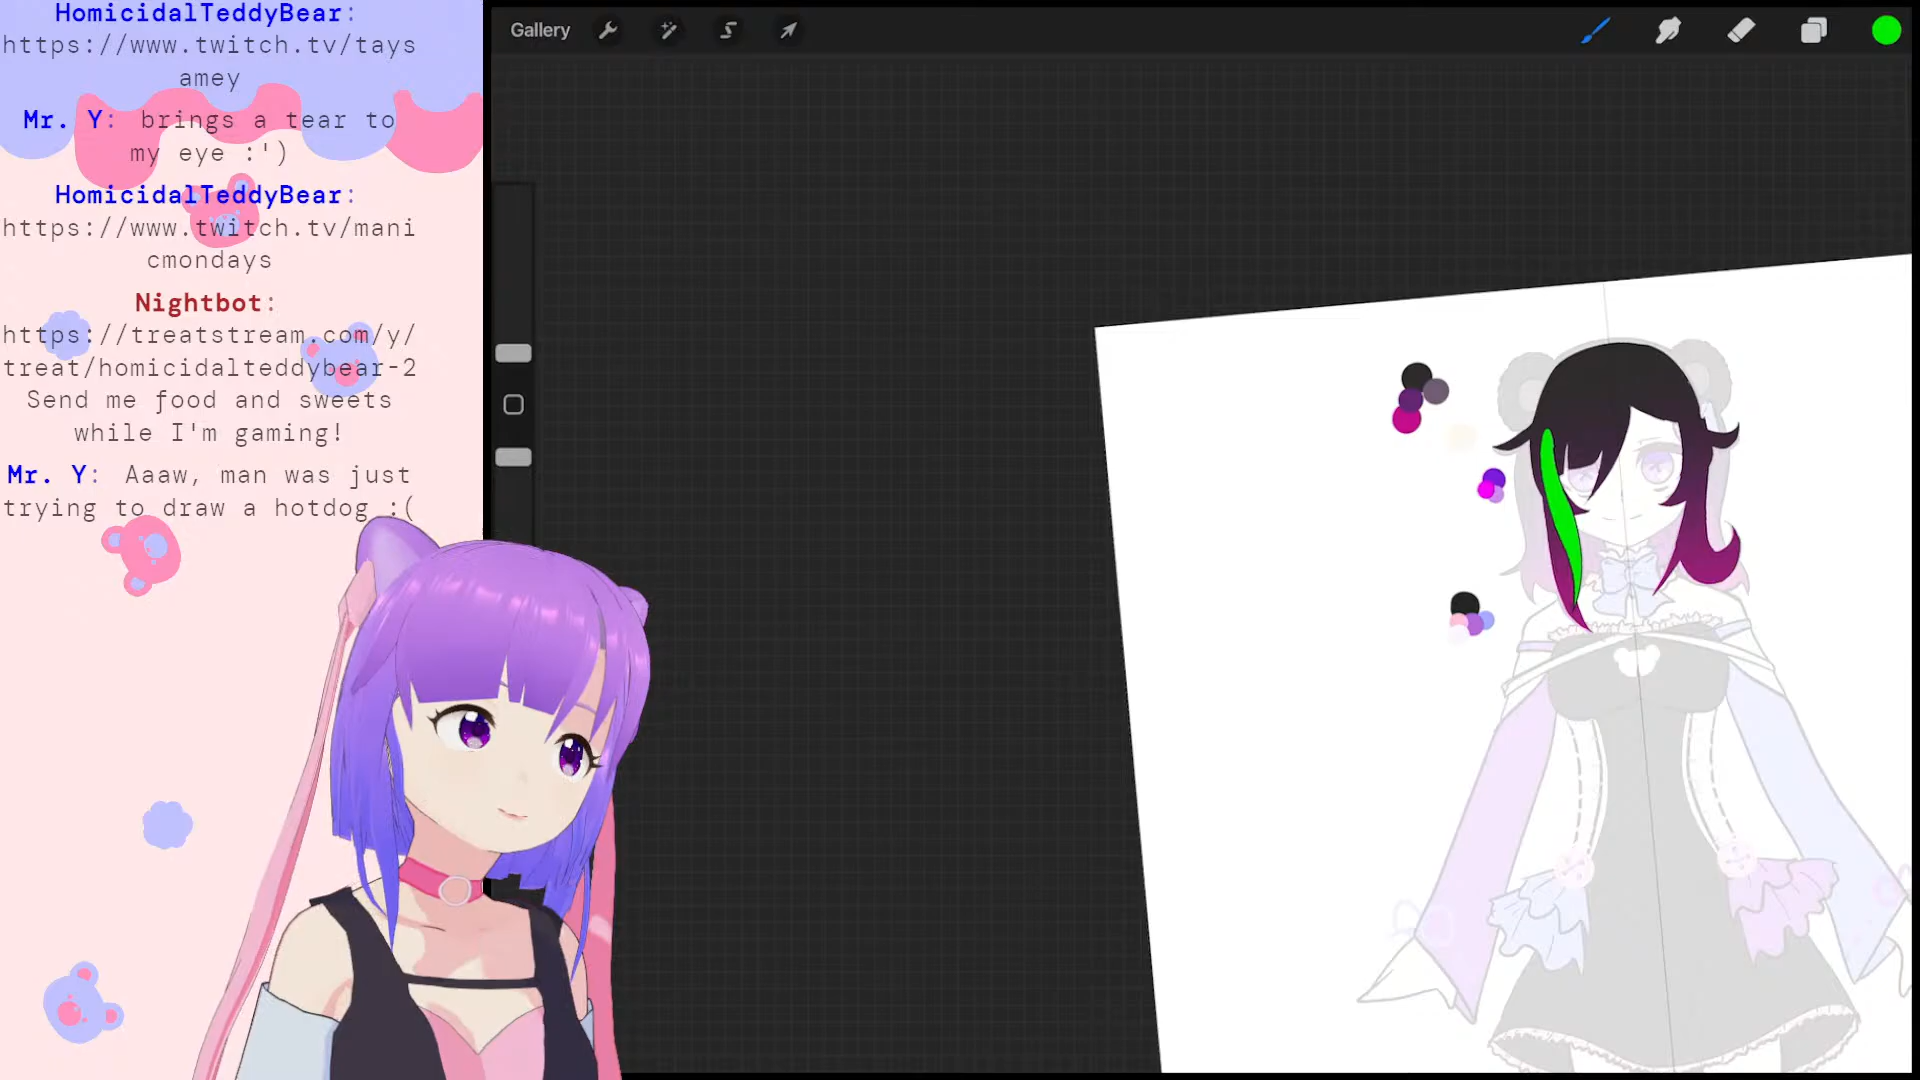 HomicidalTeddyBear:
https://www.twitch.tv/tays
amey
Mr. Y: brings a tear to
my eye :')
HomicidalTeddyBear:
https://www.twitch.tv/mani
cmondays
Nightbot:
https://treatstream.com/y/
treat/homicidalteddybear-2
Send me food and sweets
while I'm gaming!
Mr. Y: Aaaw, man was just
trying to draw a hotdog :(
Gallery